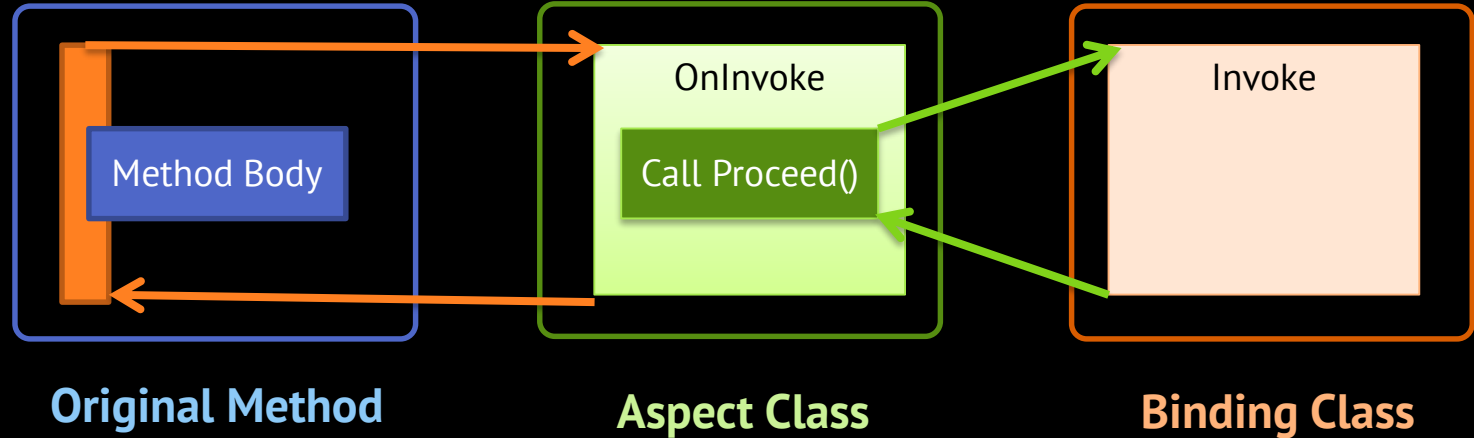 OnInvoke
Invoke
Method Body
Call Proceed()
Original Method
Aspect Class
Binding Class